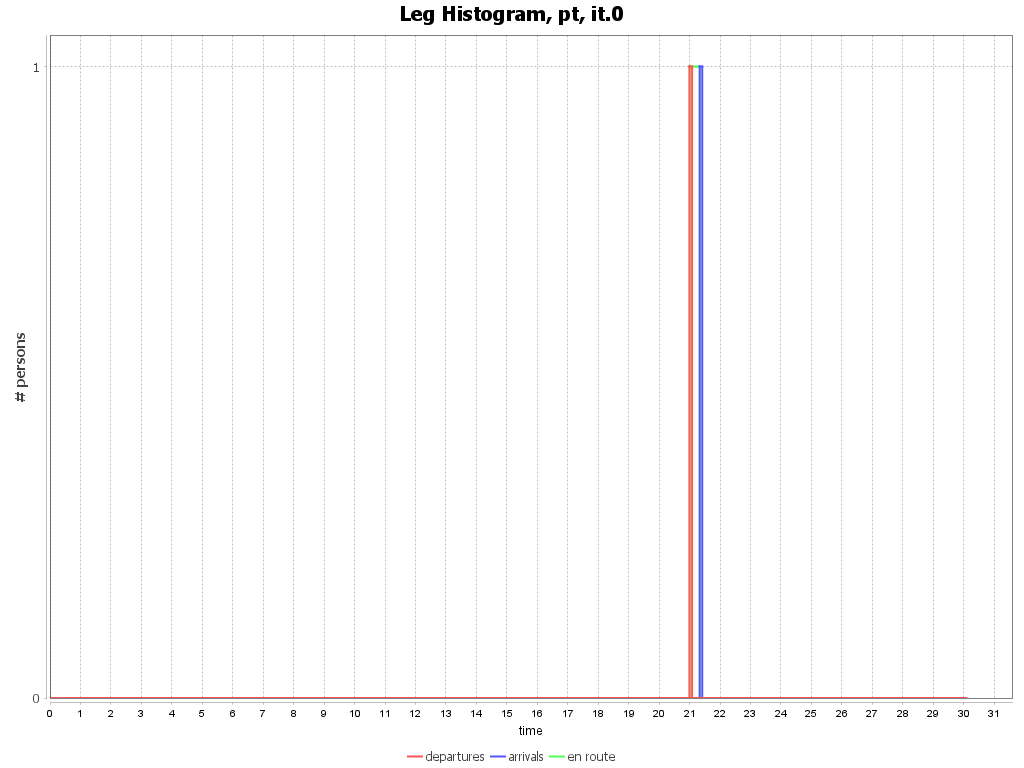 Leg Histogram, pt, it.0
1
# persons
0
0 1 2 3 4 5 6 7 8 9 10 11 12 13 14 15 16 17 18 19 20 21 22 23 24 25 26 27 28 29 30 31
time
departures arrivals en route